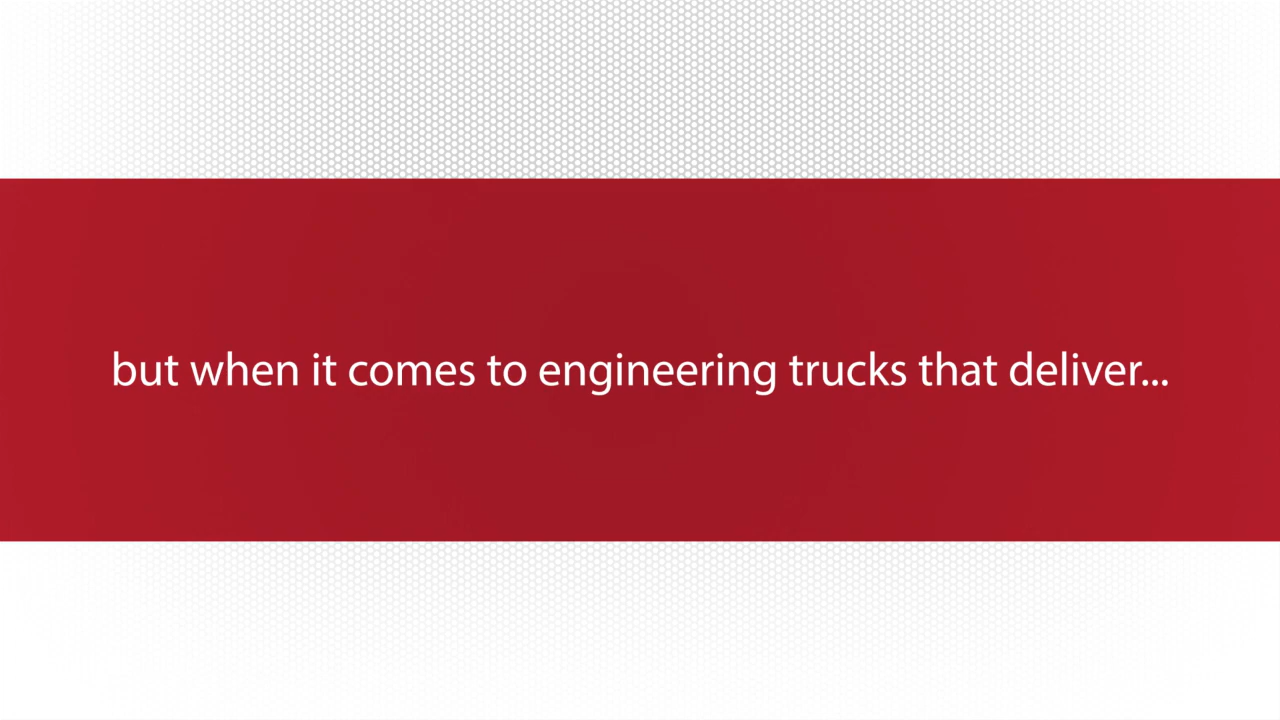 but when it comes to engineering trucks that deliver...